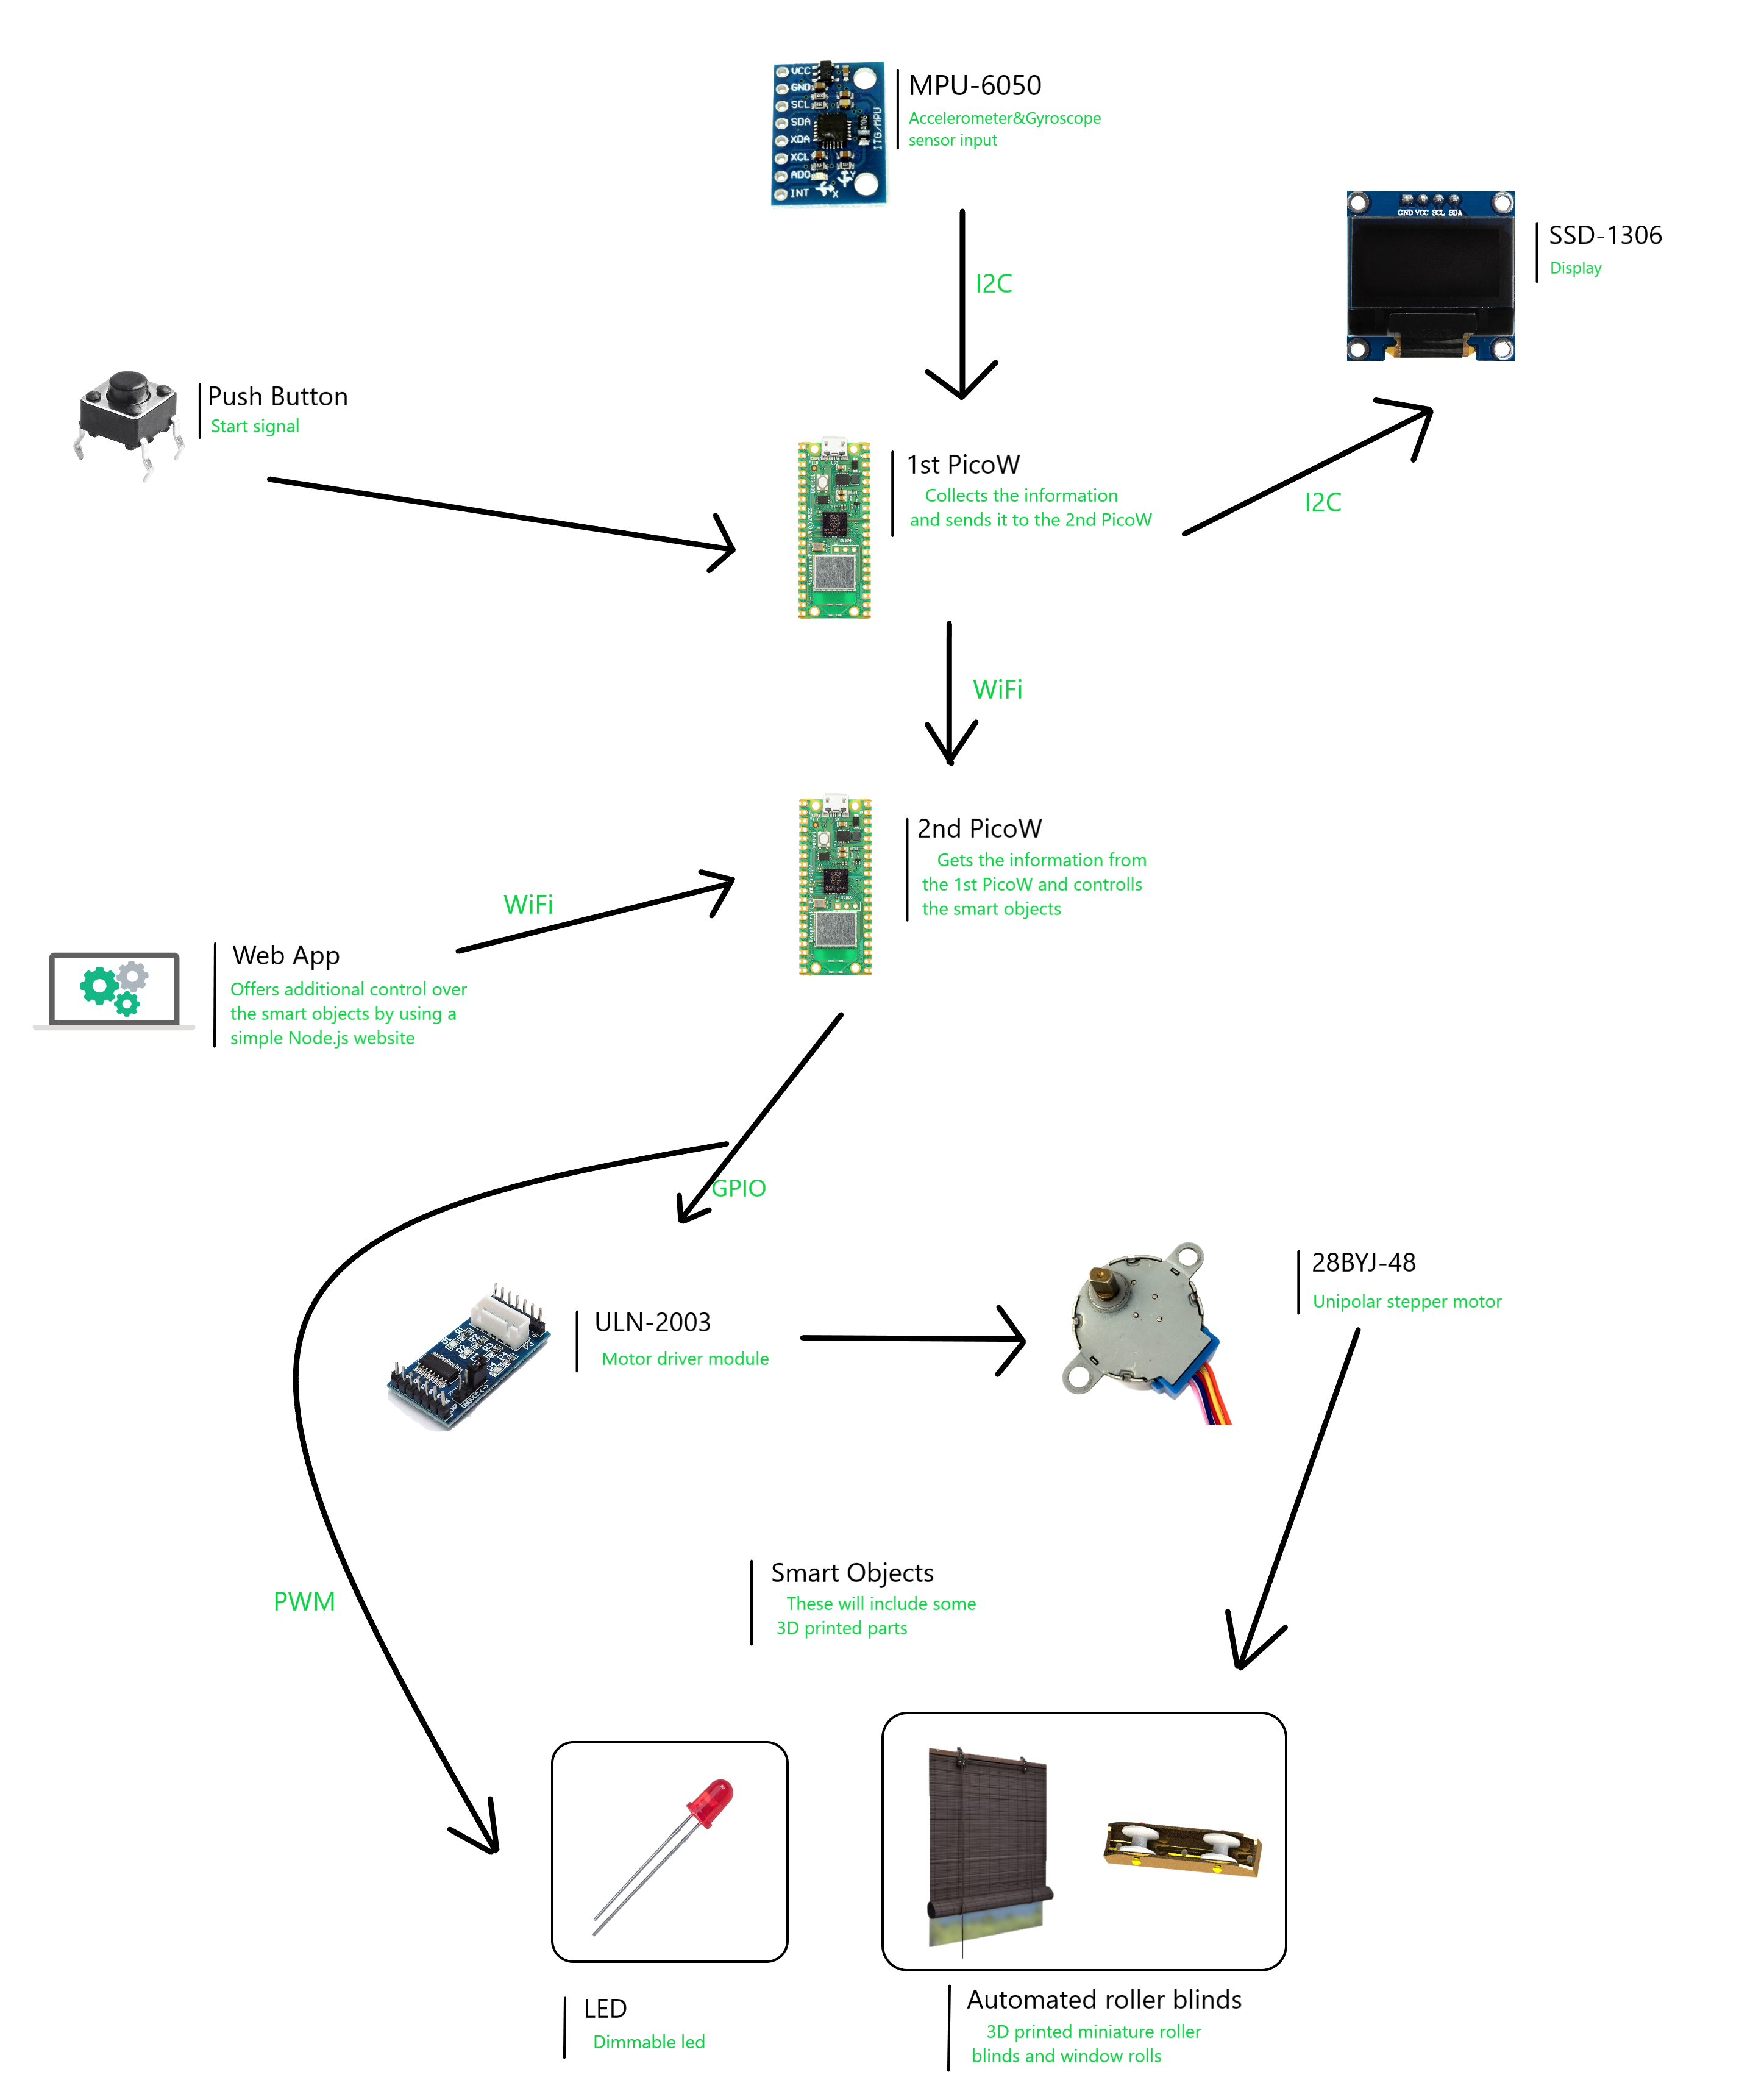 VCC
GND
SCL
SDA
XDA
XCL
ADO
INT
ITG/MPU
X
Y
MPU-6050
Accelerometer&Gyroscope
sensor input
I2C
GND VCC SCL SDA
SSD-1306
Display
Push Button
Start signal
1st PicoW
Collects the information
and sends it to the 2nd PicoW
I2C
WiFi
2nd PicoW
Gets the information from
the 1st PicoW and controlls
the smart objects
WiFi
Web App
Offers additional control over
the smart objects by using a
simple Node.js website
GPIO
ULN-2003
Motor driver module
28BYJ-48
Unipolar stepper motor
PWM
Smart Objects
These will include some
3D printed parts
LED
Dimmable led
Automated roller blinds
3D printed miniature roller
blinds and window rolls